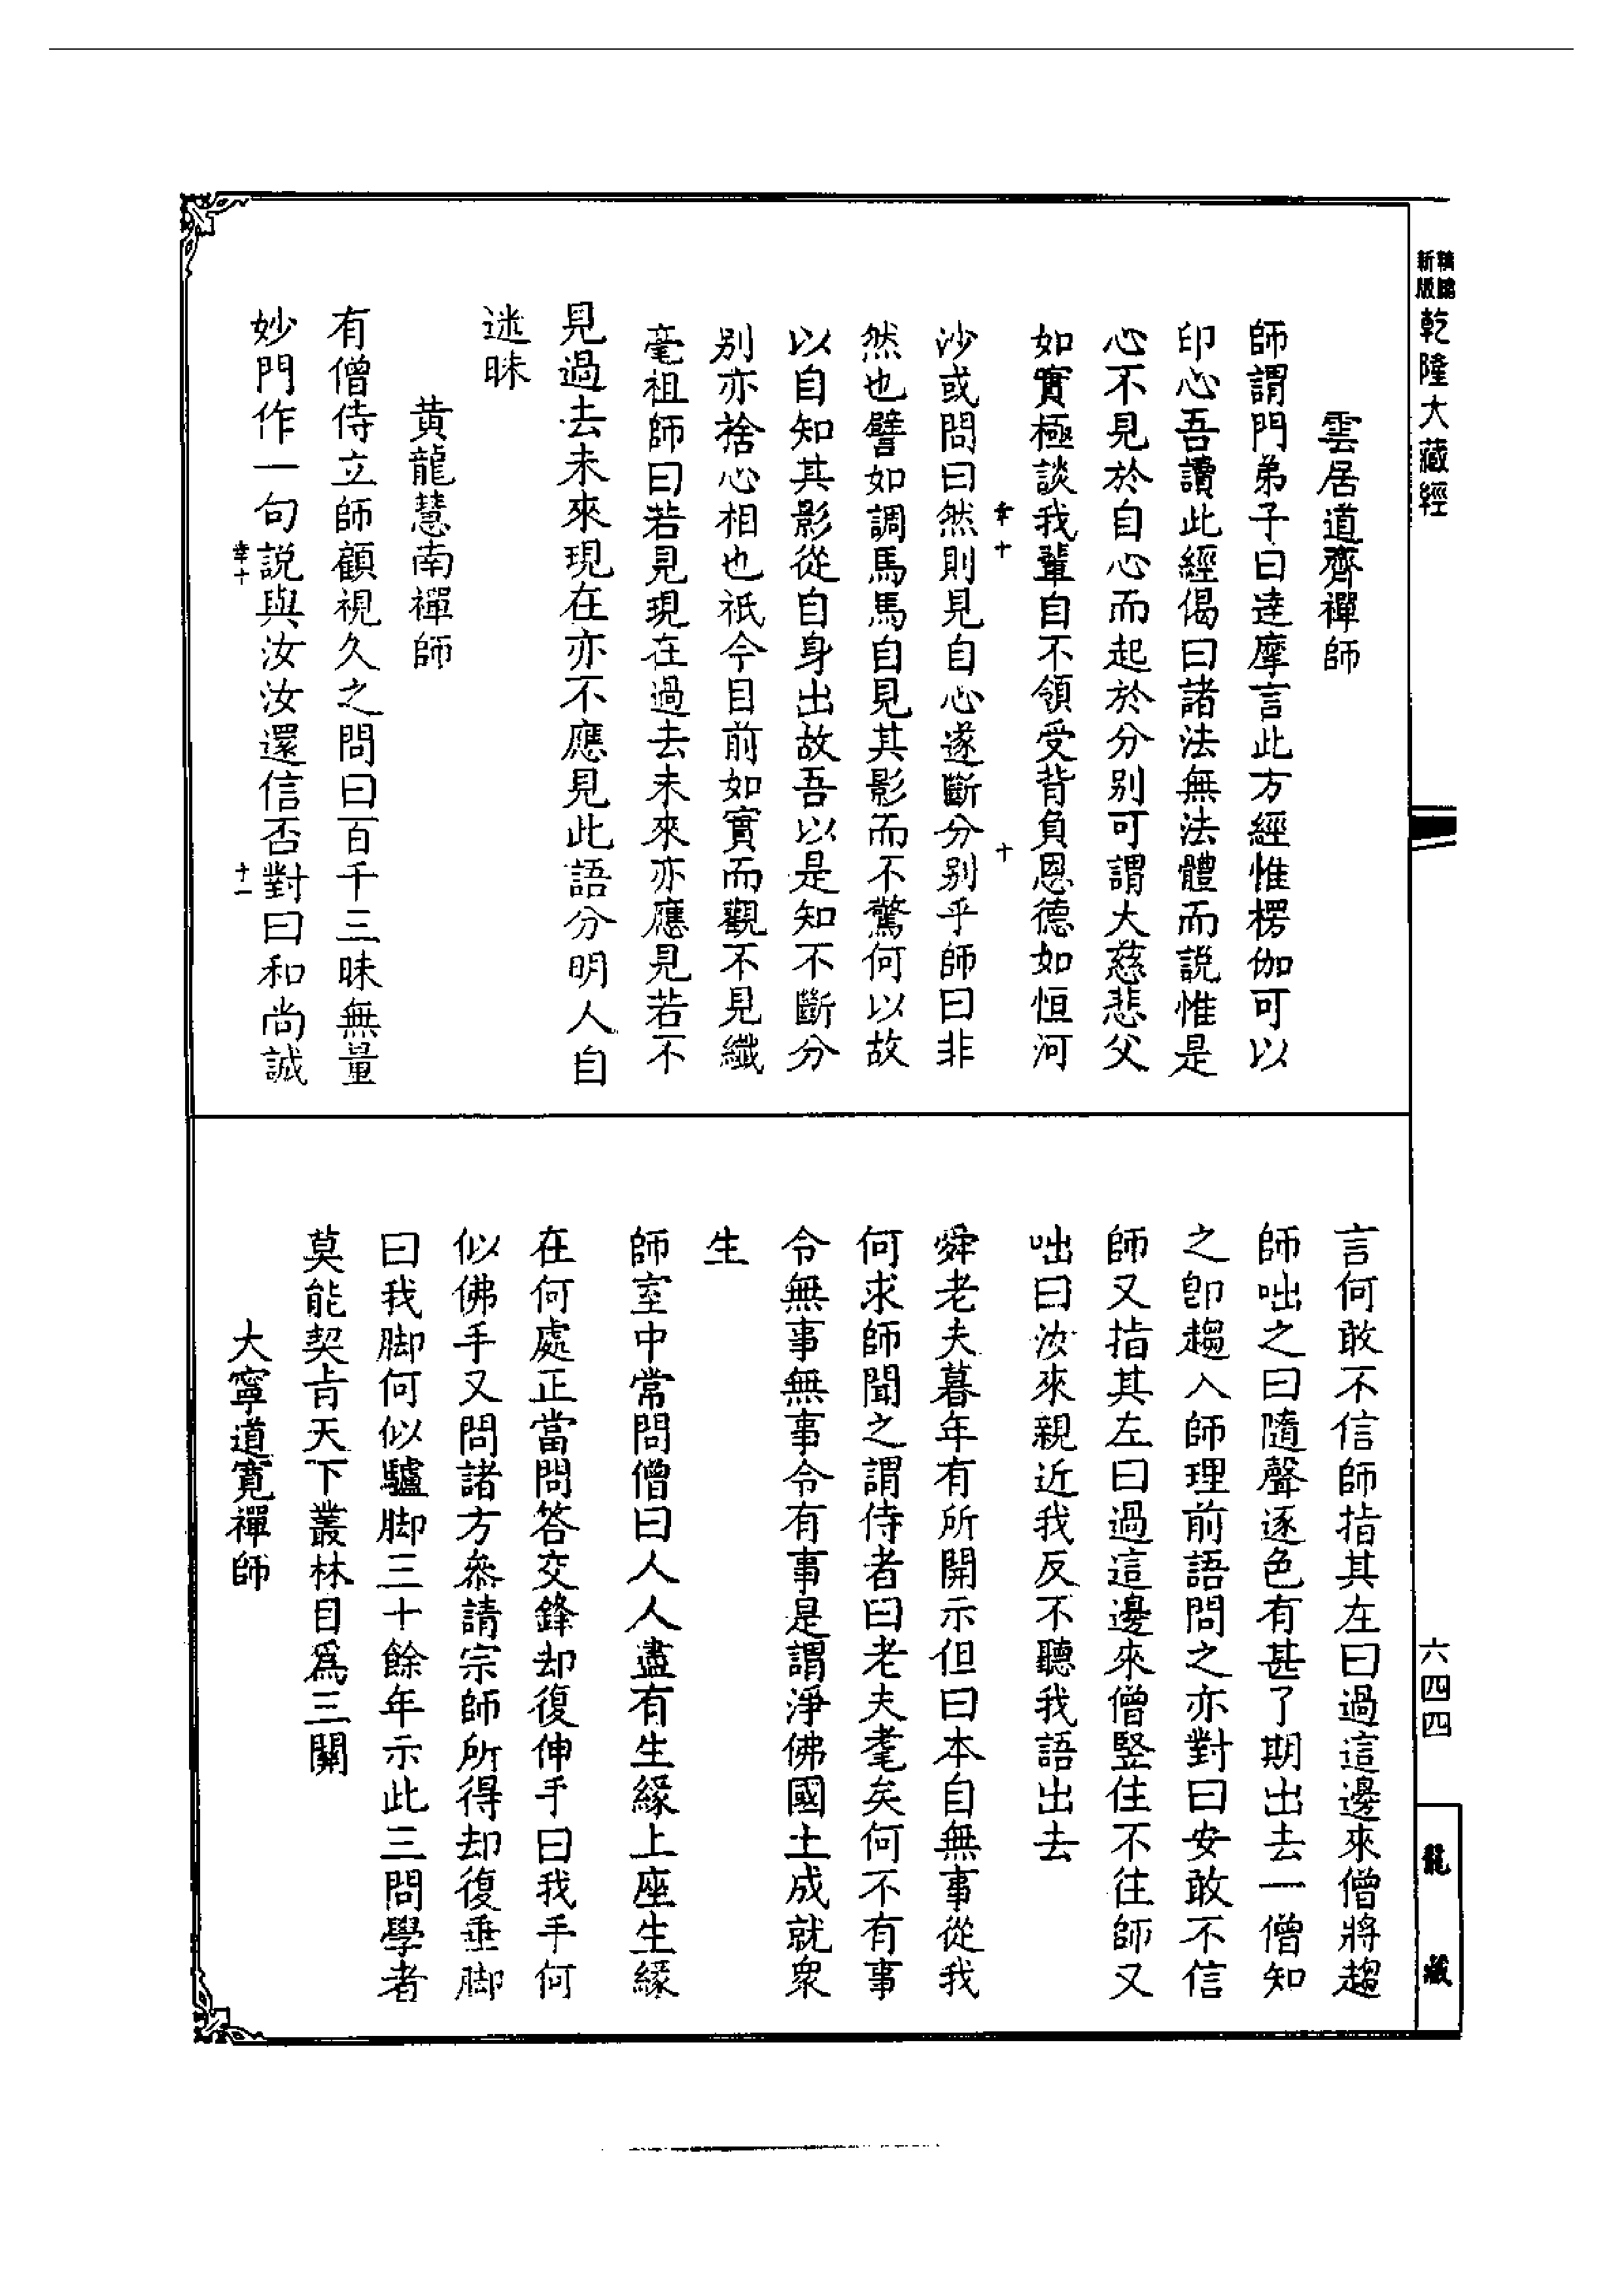 新編縮版
乾隆大藏經
雲居道齊禪師
師謂門弟子曰達摩言此方經惟楞伽可以
印心吾讀此經偈曰諸法無法體而說惟是
心不見於自心而起於分別可謂大慈悲父
如實極談我輩自不領受背負恩德如恒河
十
沙或問曰然則見自心遂斷分別乎師曰非
然也譬如調馬馬自見其影而不驚何以故
以自知其影從自身出故吾以是知不斷分
別亦捨心相也祇今目前如實而觀不見纖
毫祖師曰若見現在過去未來亦應見若不
見過去未來現在亦不應見此語分明人自
迷昧
黃龍慧南禪師
有僧侍立師顧視久之問曰百千三昧無量
妙門作一句說與汝汝還信否對曰和尚誠
十一
言何敢不信師指其左曰過這邊來僧將趨
師咄之曰隨聲逐色有甚了期出去一僧知
之卽趨入師理前語問之亦對曰安敢不信
師又指其左曰過這邊來僧竪住不往師又
咄曰汝來親近我反不聽我語出去
舜老夫暮年有所開示但曰本自無事從我
何求師聞之謂侍者曰老夫耄矣何不有事
令無事無事令有事是謂淨佛國土成就衆
生
師室中常問僧曰人人盡有生緣上座生緣
在何處正當問答交鋒却復伸手曰我手何
似佛手又問諸方叅請宗師所得却復垂脚
曰我脚何似驢脚三十餘年示此三問學者
莫能契旨天下叢林目爲三關
大寧道寬禪師
六四四
龍藏